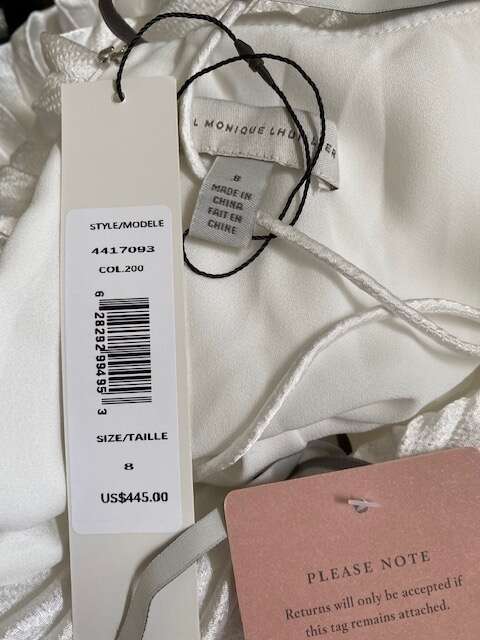 L MONIQUE LHUILLIER
8
MADE IN
CHINA
FAIT EN
CHINE
STYLE/MODELE
4417093
COL.200
6 28292 99495 3
SIZE/TAILLE
8
US$445.00
PLEASE NOTE
Returns will only be accepted if
this tag remains attached.